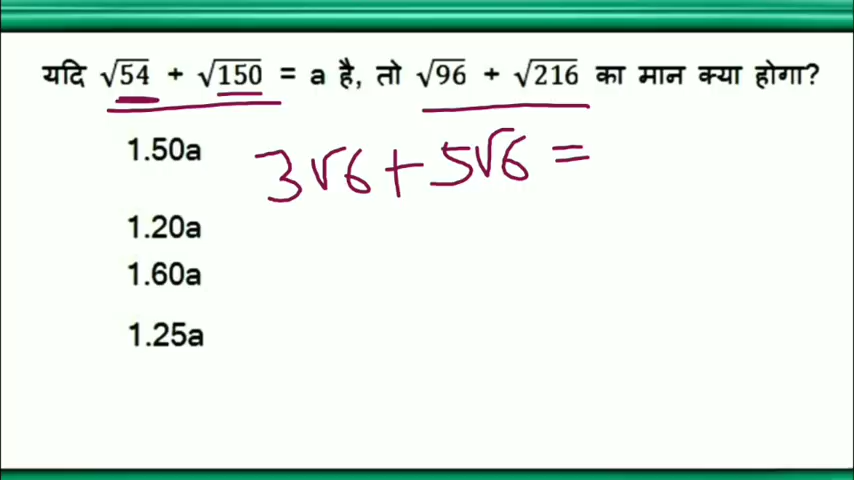 यदि √54 + √150 = a है, तो √96 + √216 का मान क्या होगा?
1.50a
3√6 + 5√6 =
1.20a
1.60a
1.25a